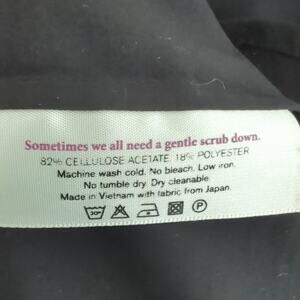 Sometimes we all need a gentle scrub down.
82% CELLULOSE ACETATE. 18% POLYESTER
Machine wash cold. No bleach. Low iron.
No tumble dry. Dry cleanable.
Made in Vietnam with fabric from Japan.
30° P